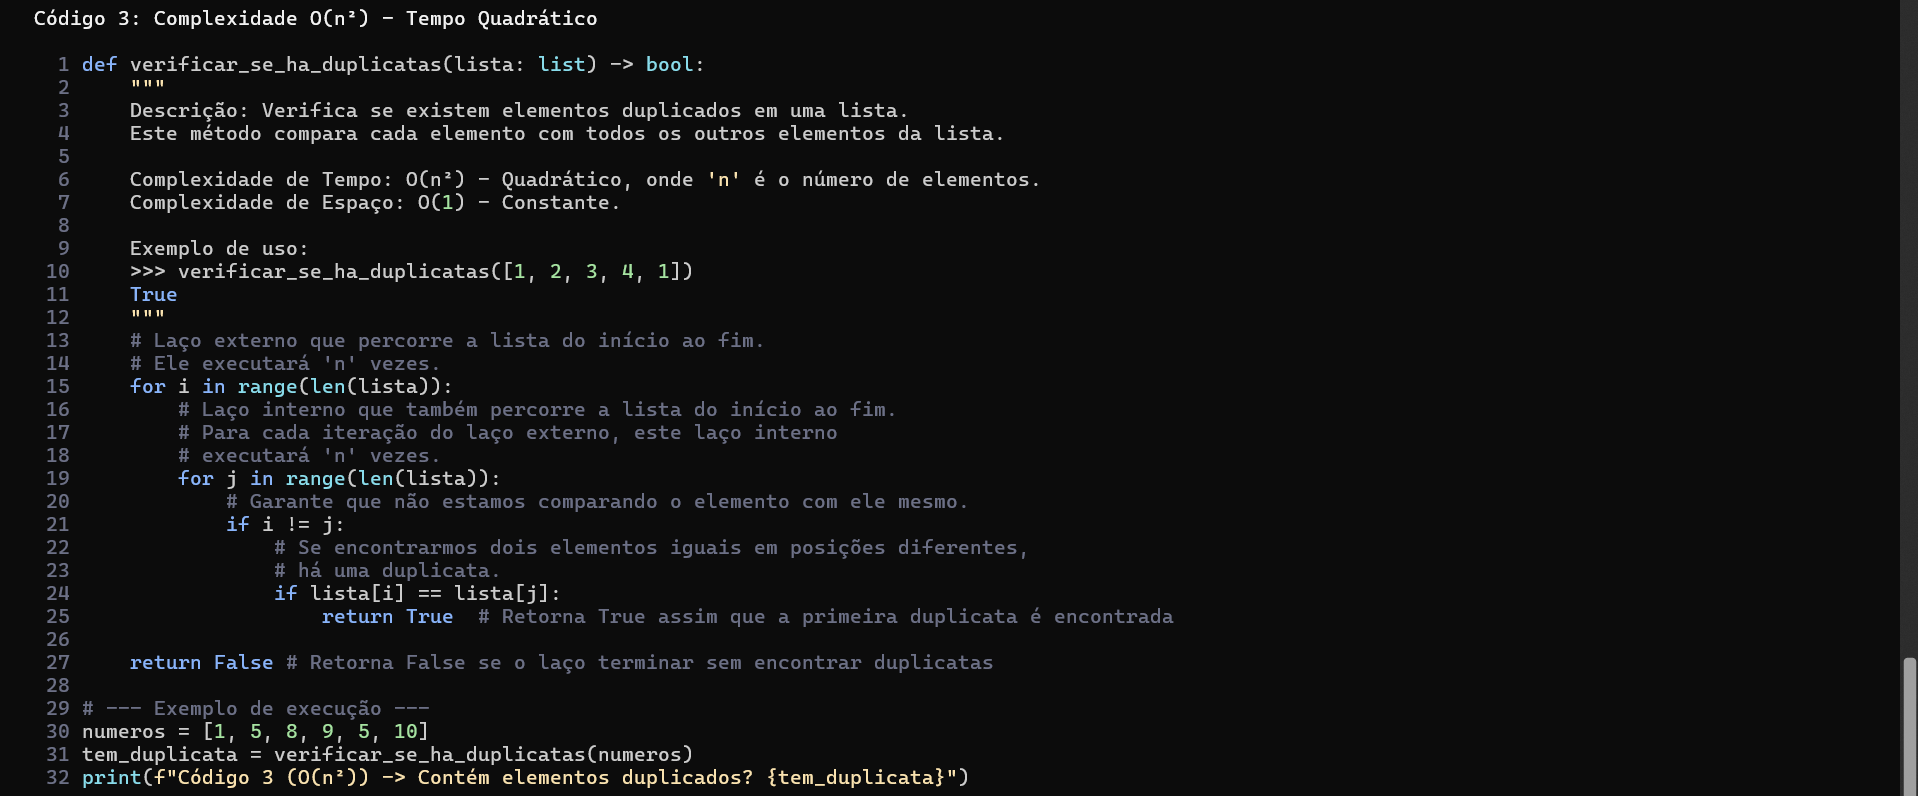 Código 3: Complexidade O(n²) - Tempo Quadrático
1 def verificar_se_ha_duplicatas(lista: list) -> bool:
2     """
3     Descrição: Verifica se existem elementos duplicados em uma lista.
4     Este método compara cada elemento com todos os outros elementos da lista.
5
6     Complexidade de Tempo: O(n²) - Quadrático, onde 'n' é o número de elementos.
7     Complexidade de Espaço: O(1) - Constante.
8
9     Exemplo de uso:
10     >>> verificar_se_ha_duplicatas([1, 2, 3, 4, 1])
11     True
12     """
13     # Laço externo que percorre a lista do início ao fim.
14     # Ele executará 'n' vezes.
15     for i in range(len(lista)):
16         # Laço interno que também percorre a lista do início ao fim.
17         # Para cada iteração do laço externo, este laço interno
18         # executará 'n' vezes.
19         for j in range(len(lista)):
20             # Garante que não estamos comparando o elemento com ele mesmo.
21             if i != j:
22                 # Se encontrarmos dois elementos iguais em posições diferentes,
23                 # há uma duplicata.
24                 if lista[i] == lista[j]:
25                     return True  # Retorna True assim que a primeira duplicata é encontrada
26
27     return False # Retorna False se o laço terminar sem encontrar duplicatas
28
29 # --- Exemplo de execução ---
30 numeros = [1, 5, 8, 9, 5, 10]
31 tem_duplicata = verificar_se_ha_duplicatas(numeros)
32 print(f"Código 3 (O(n²)) -> Contém elementos duplicados? {tem_duplicata}")